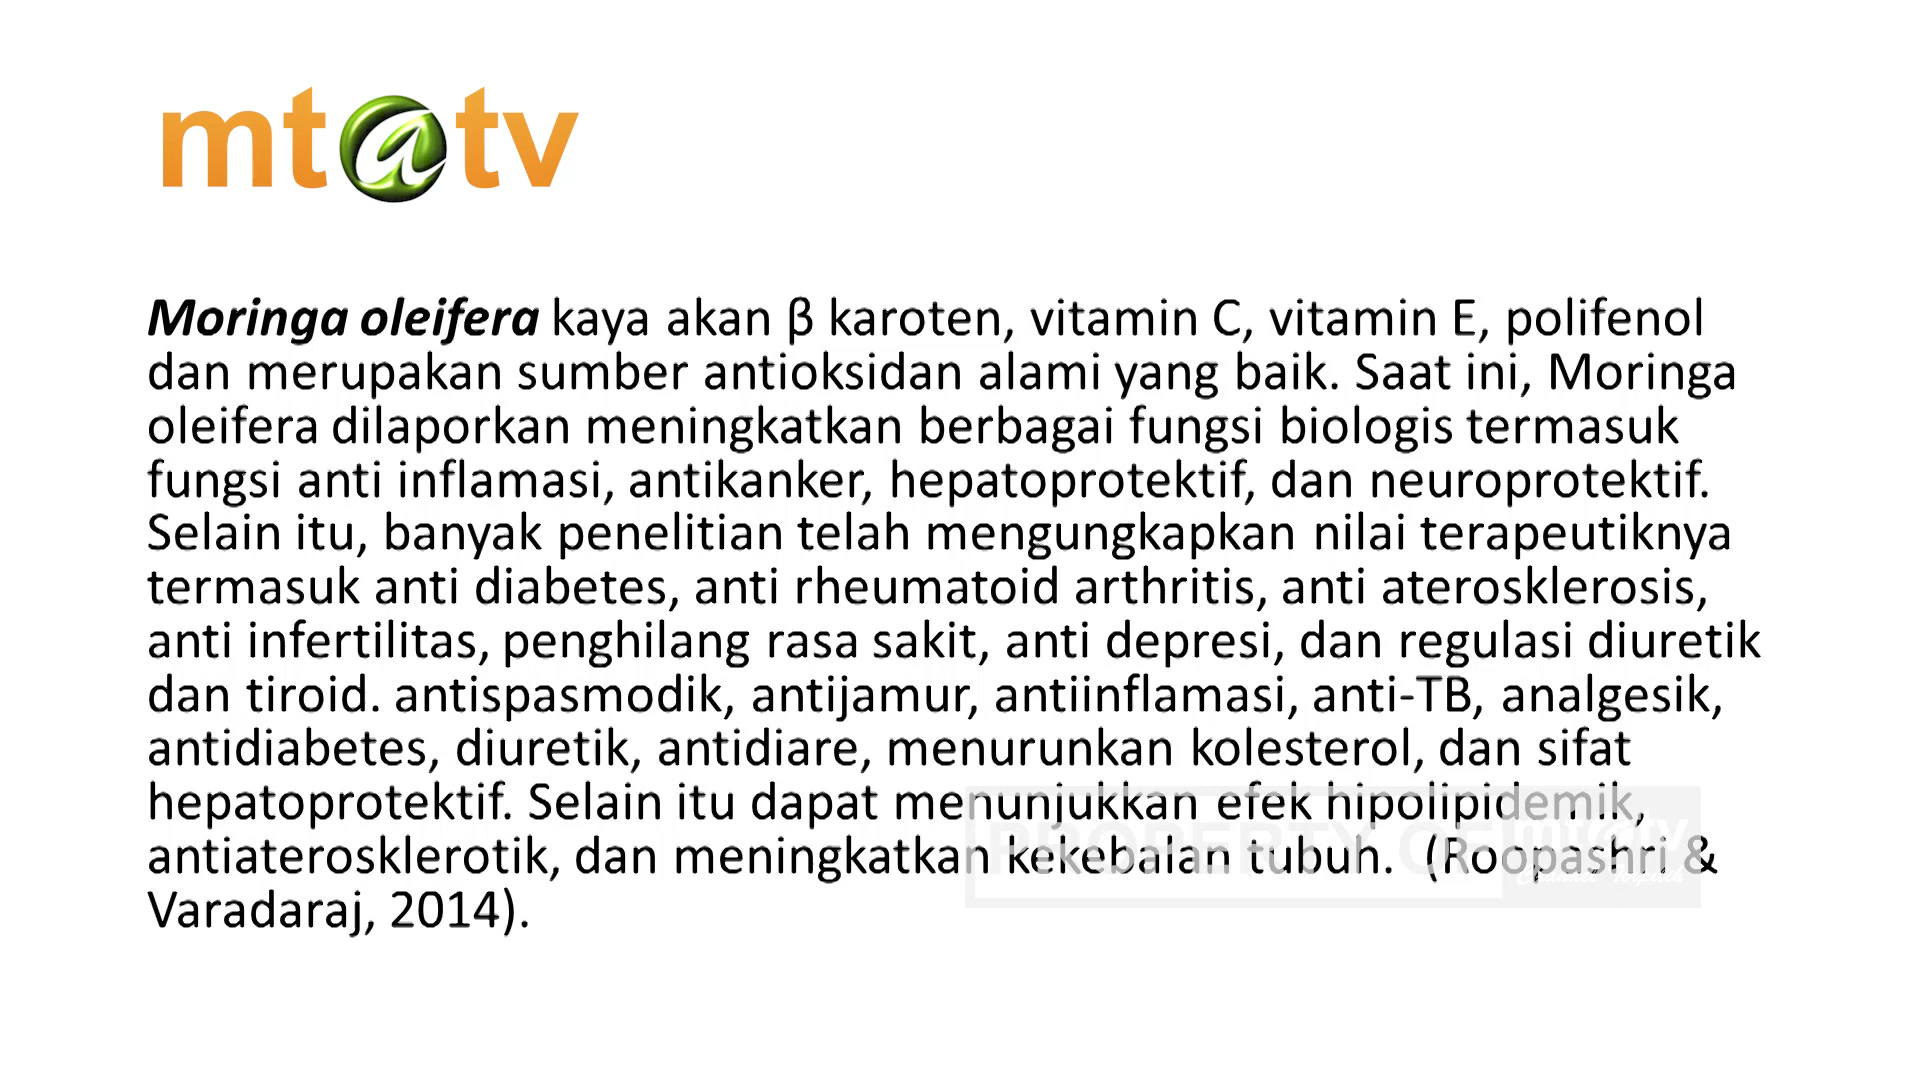 mt@tv
Moringa oleifera kaya akan β karoten, vitamin C, vitamin E, polifenol
dan merupakan sumber antioksidan alami yang baik. Saat ini, Moringa
oleifera dilaporkan meningkatkan berbagai fungsi biologis termasuk
fungsi anti inflamasi, antikanker, hepatoprotektif, dan neuroprotektif.
Selain itu, banyak penelitian telah mengungkapkan nilai terapeutiknya
termasuk anti diabetes, anti rheumatoid arthritis, anti aterosklerosis,
anti infertilitas, penghilang rasa sakit, anti depresi, dan regulasi diuretik
dan tiroid. antispasmodik, antijamur, antiinflamasi, anti-TB, analgesik,
antidiabetes, diuretik, antidiare, menurunkan kolesterol, dan sifat
hepatoprotektif. Selain itu dapat menunjukkan efek hipolipidemik,
antiaterosklerotik, dan meningkatkan kekebalan tubuh.  (Roopashri &
Varadaraj, 2014).
PROPERTY OF mt@tv